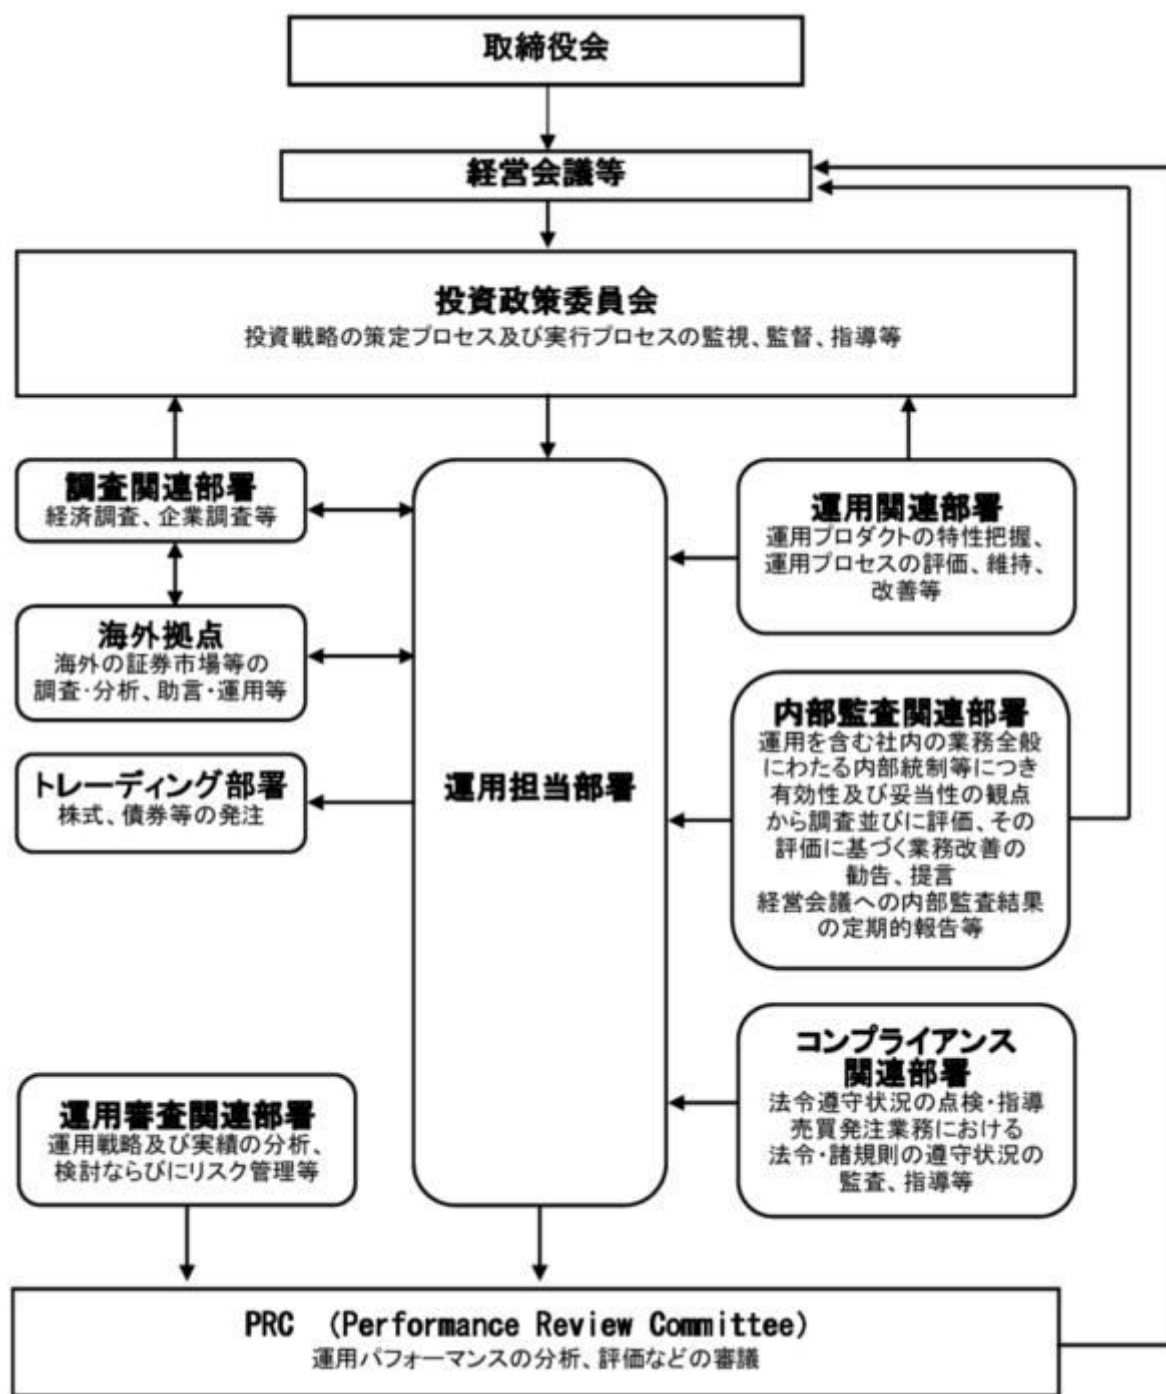 取締役会
経営会議等
投資政策委員会
投資戦略の策定プロセス及び実行プロセスの監視、監督、指導等
調査関連部署
経済調査、企業調査等
海外拠点
海外の証券市場等の
調査・分析、助言・運用等
トレーディング部署
株式、債券等の発注
運用審査関連部署
運用戦略及び実績の分析、
検討ならびにリスク管理等
運用担当部署
運用関連部署
運用プロダクトの特性把握、
運用プロセスの評価、維持、
改善等
内部監査関連部署
運用を含む社内の業務全般
にわたる内部統制等につき
有効性及び妥当性の観点
から調査並びに評価、その
評価に基づく業務改善の
勧告、提言
経営会議への内部監査結果
の定期的報告等
コンプライアンス
関連部署
法令遵守状況の点検・指導
売買発注業務における
法令・諸規則の遵守状況の
監査、指導等
PRC （Performance Review Committee）
運用パフォーマンスの分析、評価などの審議